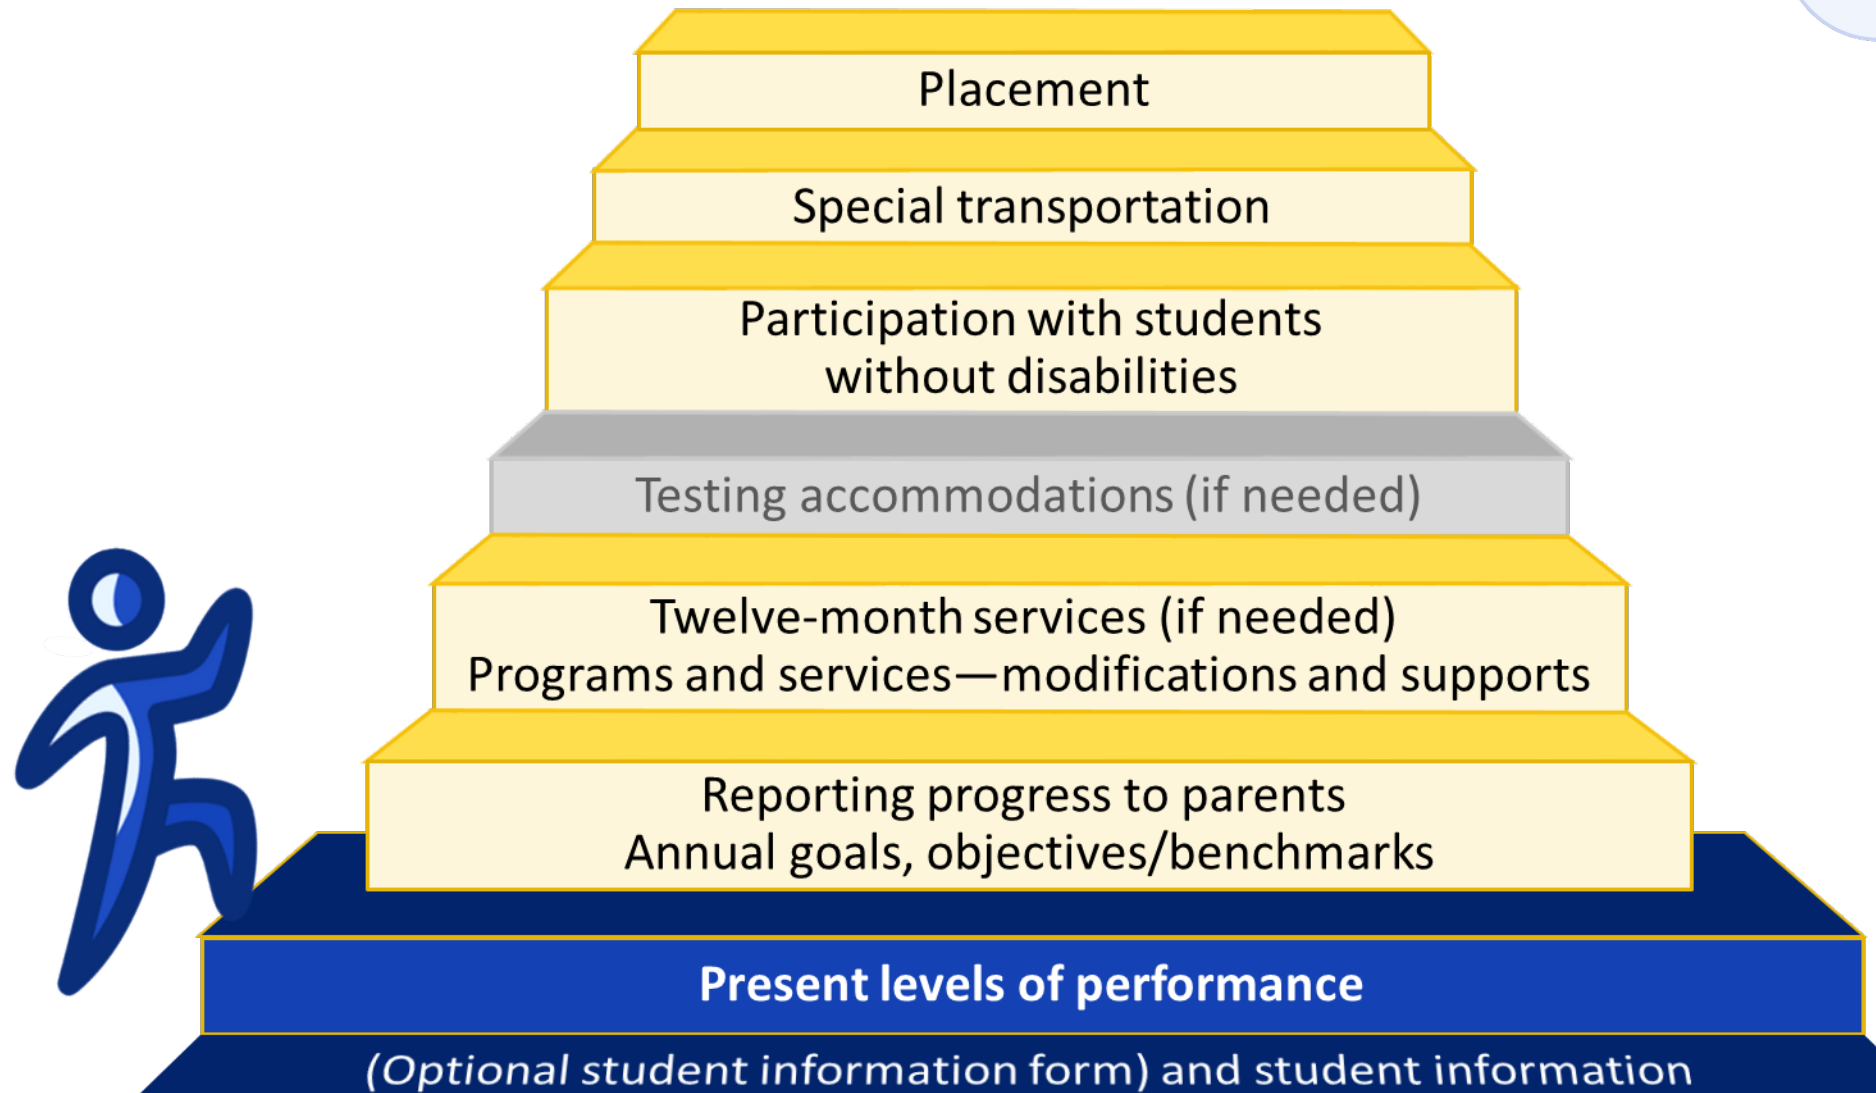 Placement
Special transportation
Participation with students
without disabilities
Testing accommodations (if needed)
Twelve-month services (if needed)
Programs and services—modifications and supports
Reporting progress to parents
Annual goals, objectives/benchmarks
Present levels of performance
(Optional student information form) and student information